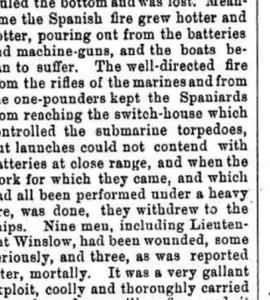 the bottom and was lost. Mean-
me the Spanish fire grew hotter and
otter, pouring out from the batteries
nd machine-guns, and the boats be-
an to suffer. The well-directed fire
om the rifles of the marines and from
e one-pounders kept the Spaniards
om reaching the switch-house which
ontrolled the submarine torpedoes,
ut launches could not contend with
atteries at close range, and when the
ork for which they came, and which
ad all been performed under a heavy
re, was done, they withdrew to the
hips. Nine men, including Lieuten-
nt Winslow, had been wounded, some
eriously, and three, as was reported
ter, mortally. It was a very gallant
xploit, coolly and thoroughly carried